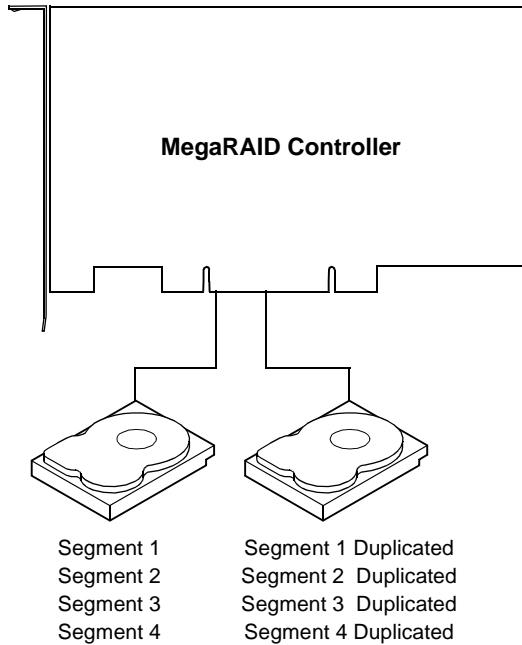 MegaRAID Controller
Segment 1
Segment 2
Segment 3
Segment 4
Segment 1 Duplicated
Segment 2 Duplicated
Segment 3 Duplicated
Segment 4 Duplicated